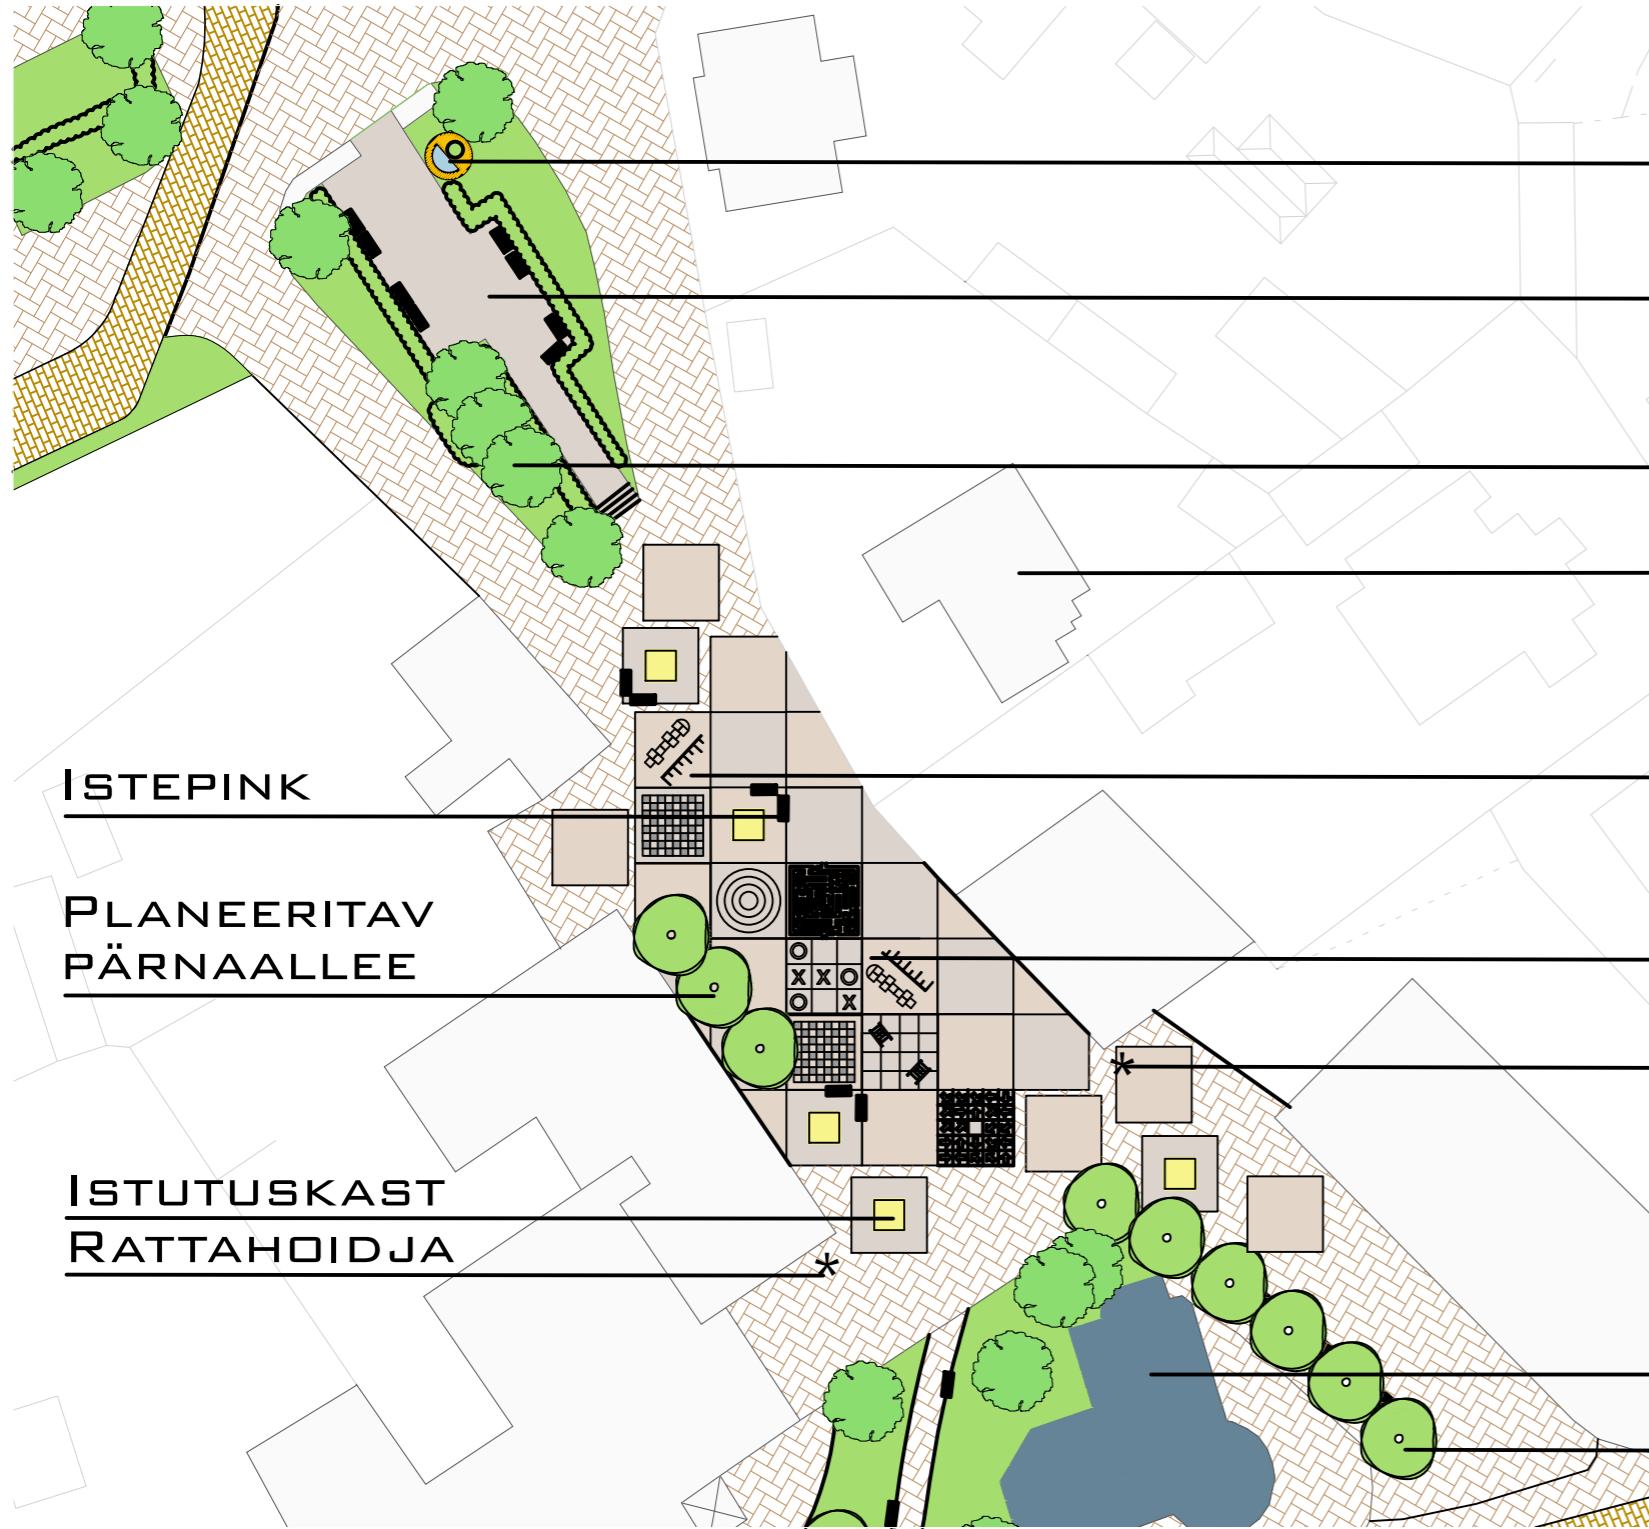 ISTEPINK
PLANEERITAV
PÄRNAALLEE
O
X X O
O X
ISTUTUSKAST
RATTAHOIDJA